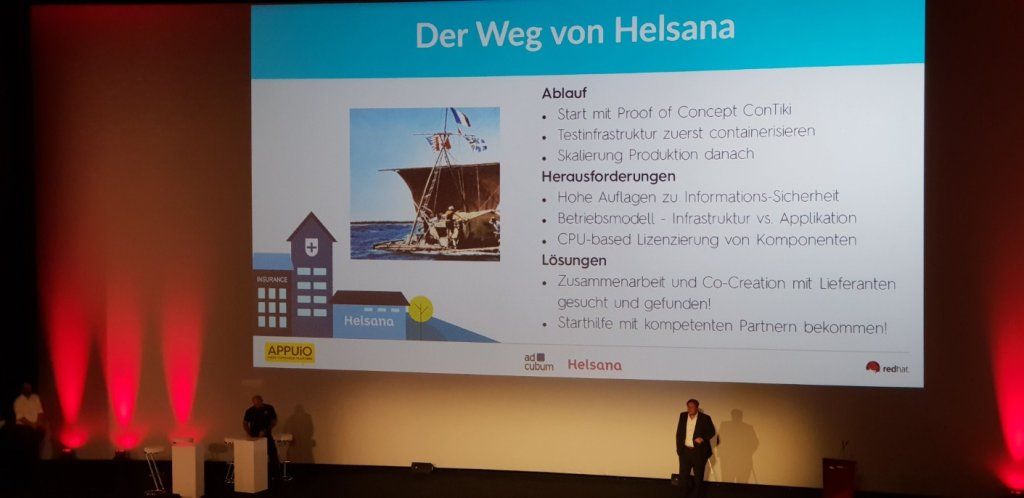 Der Weg von Helsana
Ablauf
• Start mit Proof of Concept ConTiki
• Testinfrastruktur zuerst containerisieren
• Skalierung Produktion danach
Herausforderungen
• Hohe Auflagen zu Informations-Sicherheit
• Betriebsmodell - Infrastruktur vs. Applikation
• CPU-based Lizenzierung von Komponenten
Lösungen
• Zusammenarbeit und Co-Creation mit Lieferanten
gesucht und gefunden!
• Starthilfe mit kompetenten Partnern bekommen!
INSURANCE
Helsana
APPUiO
ad
cubum
Helsana
redhat.